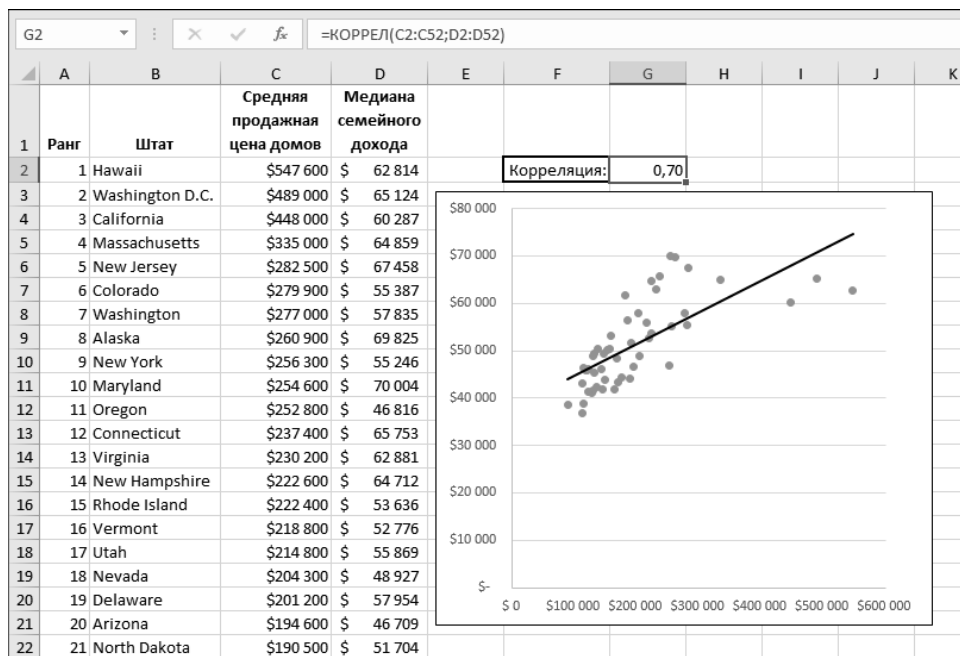 G2 fx =КОРРЕЛ(C2:C52;D2:D52)
A B C D E F G H I J K
1 Ранг Штат Средняя продажная цена домов Медиана семейного дохода
2 1 Hawaii $547 600 $ 62 814 Корреляция: 0,70
3 2 Washington D.C. $489 000 $ 65 124
4 3 California $448 000 $ 60 287
5 4 Massachusetts $335 000 $ 64 859
6 5 New Jersey $282 500 $ 67 458
7 6 Colorado $279 900 $ 55 387
8 7 Washington $277 000 $ 57 835
9 8 Alaska $260 900 $ 69 825
10 9 New York $256 300 $ 55 246
11 10 Maryland $254 600 $ 70 004
12 11 Oregon $252 800 $ 46 816
13 12 Connecticut $237 400 $ 65 753
14 13 Virginia $230 200 $ 62 881
15 14 New Hampshire $222 600 $ 64 712
16 15 Rhode Island $222 400 $ 53 636
17 16 Vermont $218 800 $ 52 776
18 17 Utah $214 800 $ 55 869
19 18 Nevada $204 300 $ 48 927
20 19 Delaware $201 200 $ 57 954
21 20 Arizona $194 600 $ 46 709
22 21 North Dakota $190 500 $ 51 704
$80 000
$70 000
$60 000
$50 000
$40 000
$30 000
$20 000
$10 000
$-
$ 0 $100 000 $200 000 $300 000 $400 000 $500 000 $600 000